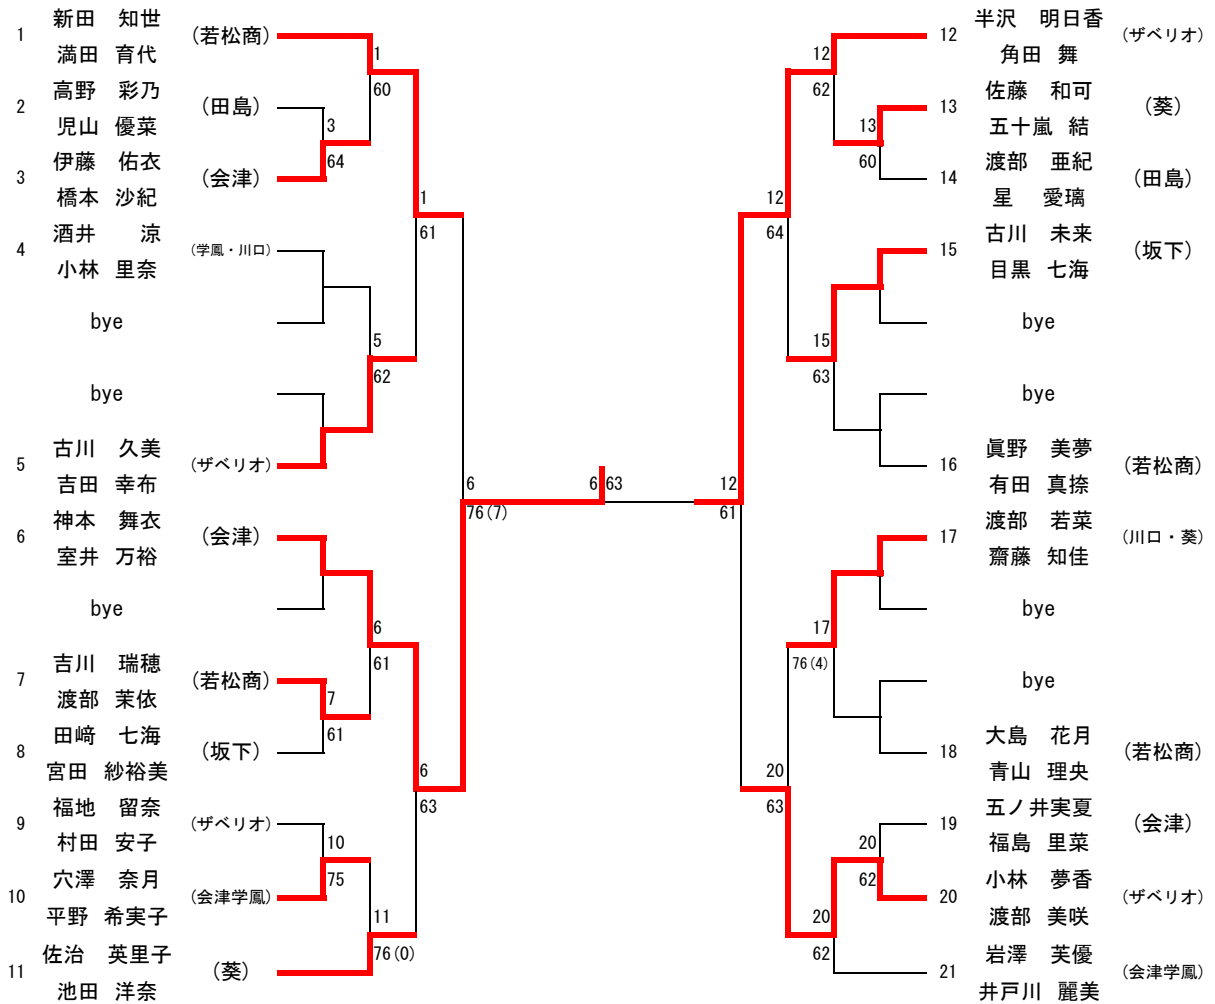 1 新田 知世 (若松商)
満田 育代
2 高野 彩乃 (田島)
児山 優菜
3 伊藤 佑衣 (会津)
橋本 沙紀
4 酒井 涼 (学鳳・川口)
小林 里奈
bye
bye
5 古川 久美 (ザベリオ)
吉田 幸布
6 神本 舞衣 (会津)
室井 万裕
bye
7 吉川 瑞穂 (若松商)
渡部 茉依
8 田﨑 七海 (坂下)
宮田 紗裕美
9 福地 留奈 (ザベリオ)
村田 安子
10 穴澤 奈月 (会津学鳳)
平野 希実子
11 佐治 英里子 (葵)
池田 洋奈
1
60
3
64
1
61
5
62
6
76(7)
6
61
7
61
6
63
10
75
11
76(0)
6 63
12
61
12
62
13
60
12
64
15
63
17
76(4)
20
63
20
62
20
62
12 半沢 明日香 (ザベリオ)
角田 舞
13 佐藤 和可 (葵)
五十嵐 結
14 渡部 亜紀 (田島)
星 愛璃
15 古川 未来 (坂下)
目黒 七海
bye
bye
16 眞野 美夢 (若松商)
有田 真捺
17 渡部 若菜 (川口・葵)
齋藤 知佳
bye
bye
18 大島 花月 (若松商)
青山 理央
19 五ノ井実夏 (会津)
福島 里菜
20 小林 夢香 (ザベリオ)
渡部 美咲
21 岩澤 芙優 (会津学鳳)
井戸川 麗美